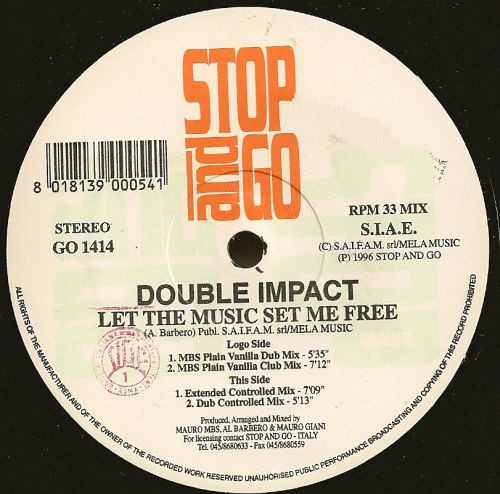 STOP
and
GO
8 018139 000541
STEREO
GO 1414
RPM 33 MIX
S.I.A.E.
(C) S.A.I.F.A.M. srl/MELA MUSIC
(P) 1996 STOP AND GO
DOUBLE IMPACT
LET THE MUSIC SET ME FREE
(A. Barbero) Publ. S.A.I.F.A.M. srl/MELA MUSIC
Logo Side
1. MBS Plain Vanilla Dub Mix - 5'35"
2. MBS Plain Vanilla Club Mix - 7'12"
This Side
1. Extended Controlled Mix - 7'09"
2. Dub Controlled Mix - 5'13"
Produced, Arranged and Mixed by
MAURO MBS, AL BARBERO & MAURO GIANI
For licensing contact STOP AND GO - ITALY
Tel. 045/8680633 - Fax 045/8680559
ALL RIGHTS OF THE MANUFACTURER AND OF THE OWNER OF THE RECORDED WORK RESERVED UNAUTHORISED PUBLIC PERFORMANCE BROADCASTING AND COPYING OF THIS RECORD PROHIBITED